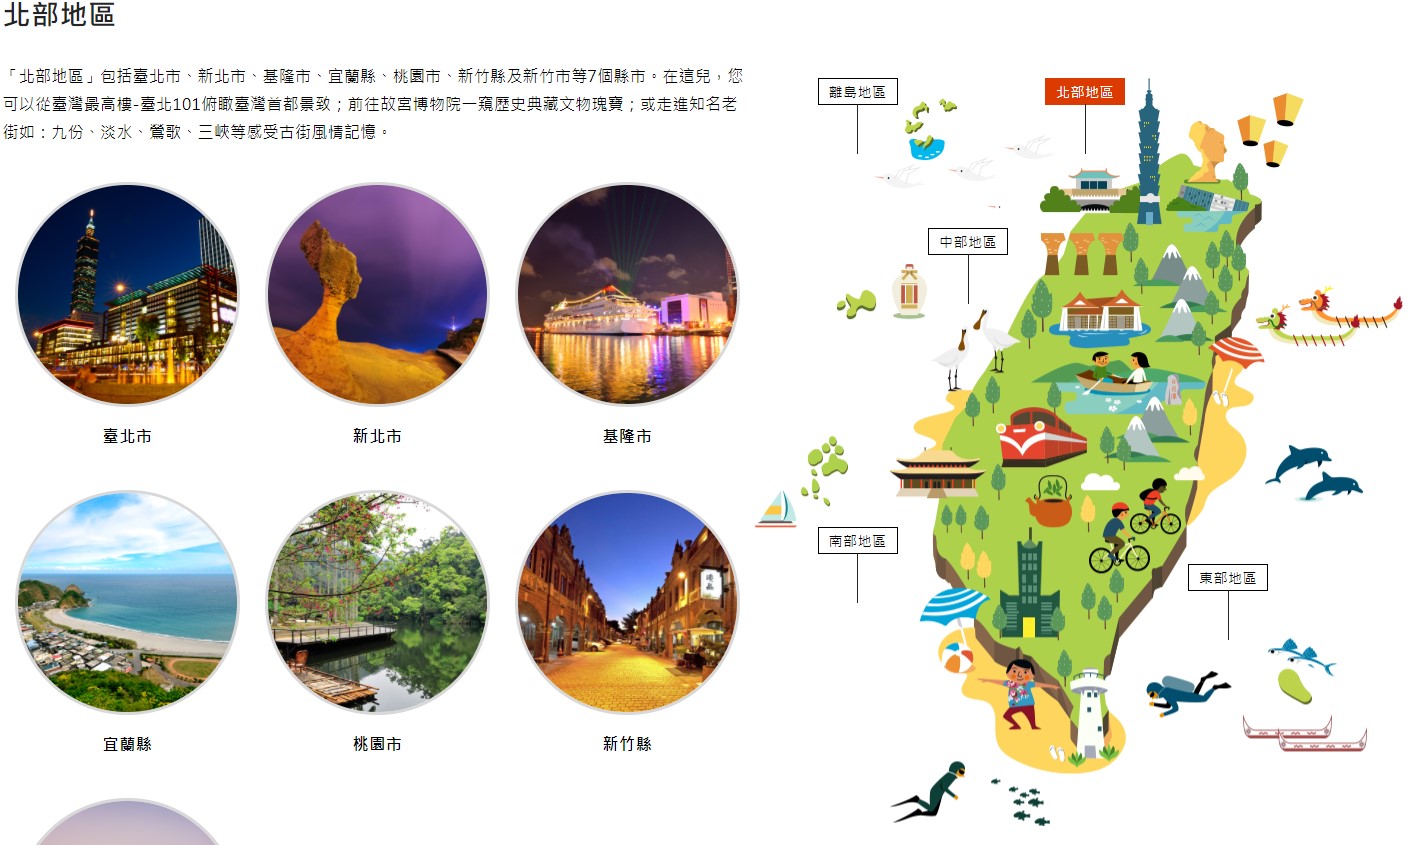 北部地區
「北部地區」包括臺北市、新北市、基隆市、宜蘭縣、桃園市、新竹縣及新竹市等7個縣市。在這兒，您
可以從臺灣最高樓-臺北101俯瞰臺灣首都景致；前往故宮博物院一窺歷史典藏文物瑰寶；或走進知名老
街如：九份、淡水、鶯歌、三峽等感受古街風情記憶。
臺北市
新北市
基隆市
宜蘭縣
桃園市
新竹縣
離島地區
北部地區
中部地區
南部地區
東部地區